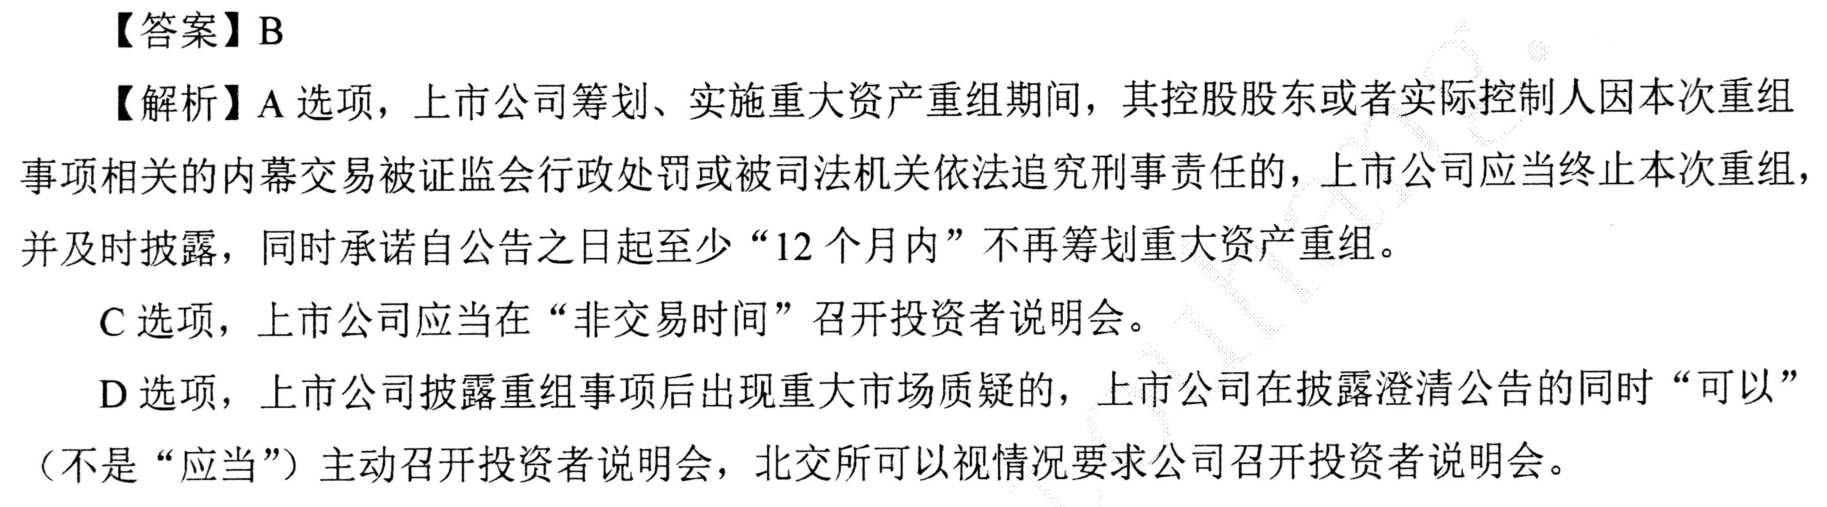 【答案】B
【解析】A 选项，上市公司筹划、实施重大资产重组期间，其控股股东或者实际控制人因本次重组
事项相关的内幕交易被证监会行政处罚或被司法机关依法追究刑事责任的，上市公司应当终止本次重组，
并及时披露，同时承诺自公告之日起至少“12 个月内”不再筹划重大资产重组。
C 选项，上市公司应当在“非交易时间”召开投资者说明会。
D 选项，上市公司披露重组事项后出现重大市场质疑的，上市公司在披露澄清公告的同时“可以”
（不是“应当”）主动召开投资者说明会，北交所可以视情况要求公司召开投资者说明会。